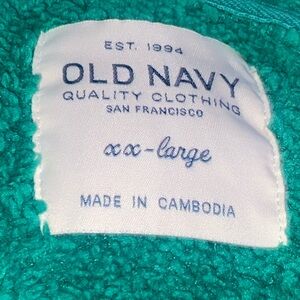 EST. 1994
OLD NAVY
QUALITY CLOTHING
SAN FRANCISCO
xx-large
MADE IN CAMBODIA